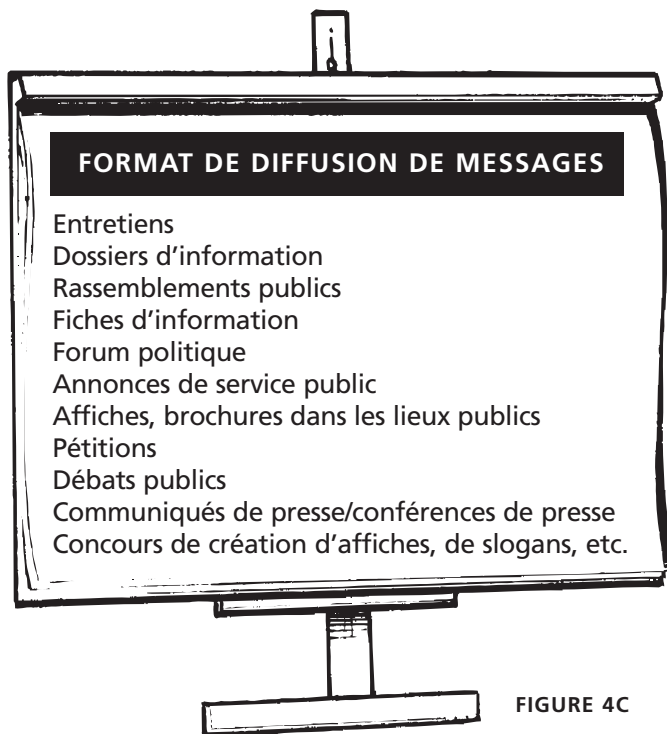 FORMAT DE DIFFUSION DE MESSAGES
Entretiens
Dossiers d'information
Rassemblements publics
Fiches d'information
Forum politique
Annonces de service public
Affiches, brochures dans les lieux publics
Pétitions
Débats publics
Communiqués de presse/conférences de presse
Concours de création d'affiches, de slogans, etc.
FIGURE 4C